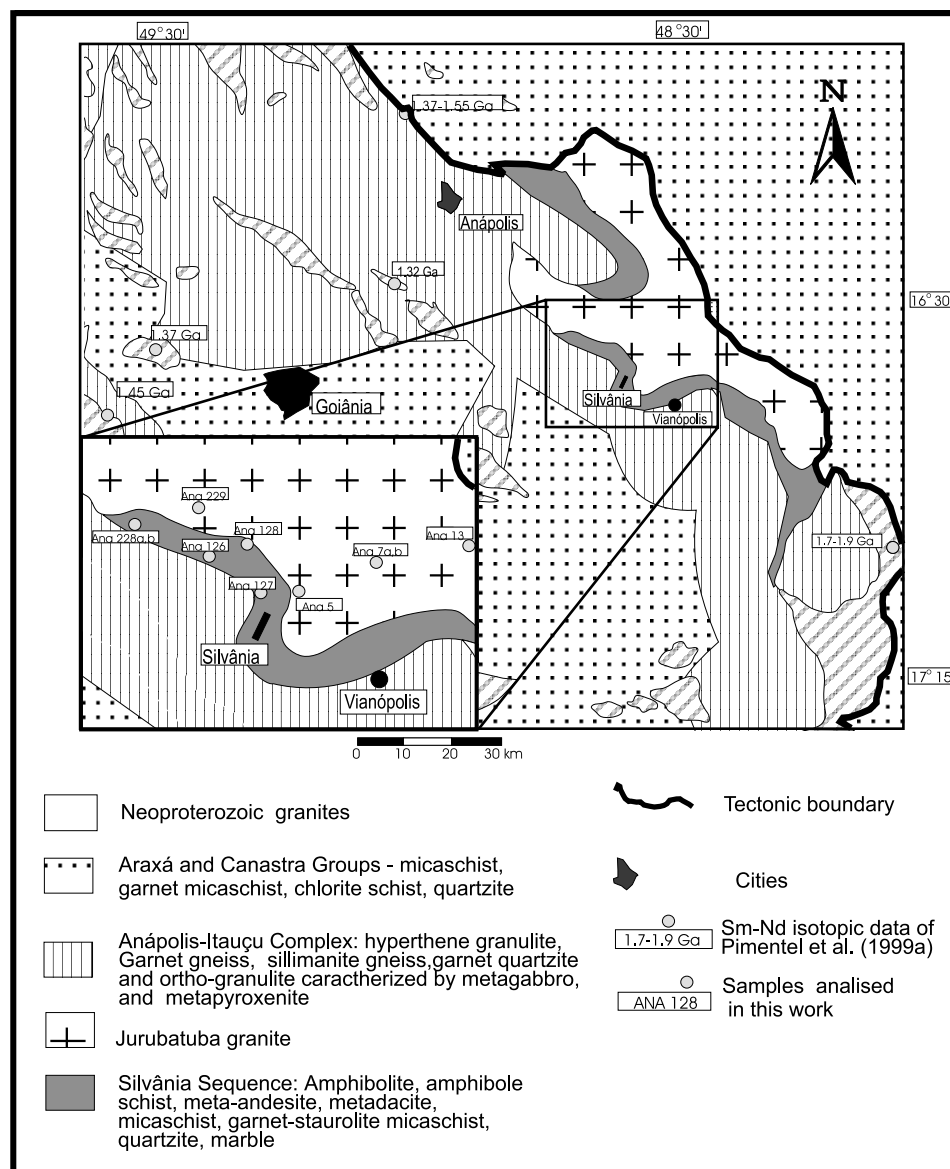 49°30'
48°30'
1.37-1.55 Ga
N
Anápolis
1.32 Ga
16°30
1.37 Ga
1.45 Ga
Goiânia
Silvânia
Vianópolis
Ana 229
Ana 228a,b
Ana 126
Ana 128
Ana 7a,b
Ana 13
Ana 127
Ana 5
Silvânia
Vianópolis
1.7-1.9 Ga
17°15
0 10 20 30 km
Neoproterozoic granites
Araxá and Canastra Groups - micaschist,
garnet micaschist, chlorite schist, quartzite
Anápolis-Itauçu Complex: hyperthene granulite,
Garnet gneiss, sillimanite gneiss,garnet quartzite
and ortho-granulite caractherized by metagabbro,
and metapyroxenite
Jurubatuba granite
Silvânia Sequence: Amphibolite, amphibole
schist, meta-andesite, metadacite,
micaschist, garnet-staurolite micaschist,
quartzite, marble
Tectonic boundary
Cities
1.7-1.9 Ga
Sm-Nd isotopic data of
Pimentel et al. (1999a)
ANA 128
Samples analised
in this work